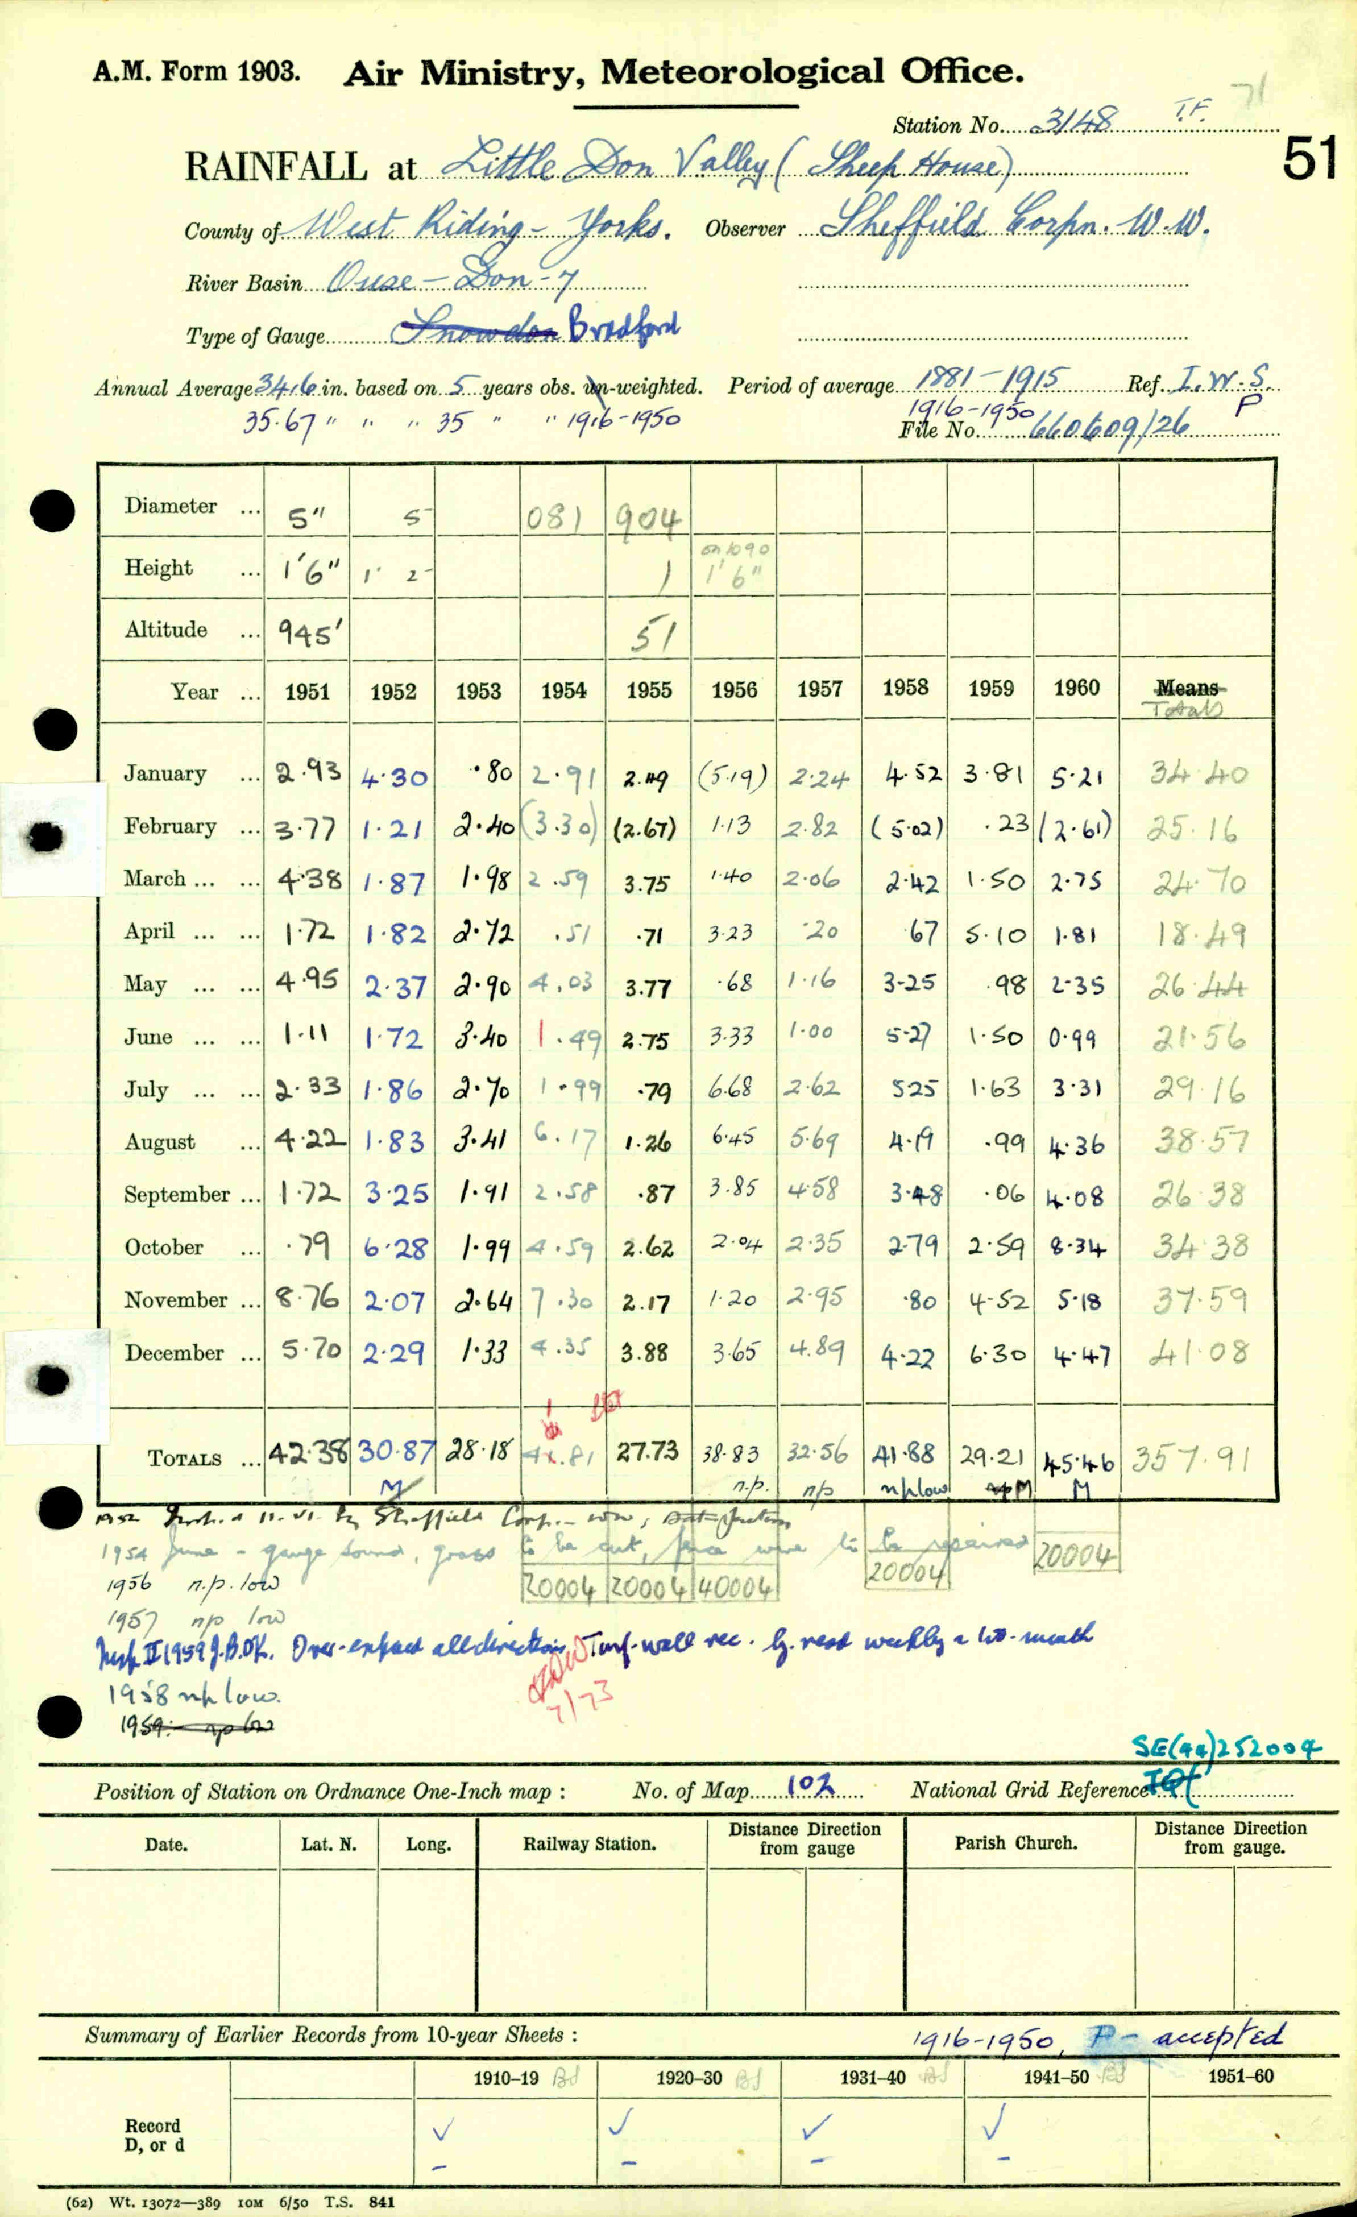 A.M. Form 1903. Air Ministry, Meteorological Office.
71
Station No. 3148 T.F.
51
RAINFALL at Little Don Valley (Sheep House)
County of West Riding - Yorks. Observer Sheffield Corpn. W.W.
River Basin Ouse - Don - 7
Type of Gauge Snowdon Bradford
Annual Average 34.6 in. based on 5 years obs. un-weighted. Period of average 1881-1915 Ref. I.W.S.
35.67 " " " 35 " " 1916-1950 1916-1950 P
File No. 660609/26
Diameter ... 5" 5 081 904
Height ... 1'6" 1' 2 1 1'6"
Altitude ... 945' 51
Year ... 1951 1952 1953 1954 1955 1956 1957 1958 1959 1960 Means
Totals
January ... 2.93 4.30 .80 2.91 2.49 (5.19) 2.24 4.52 3.81 5.21 34.40
February ... 3.77 1.21 2.40 (3.30) (2.67) 1.13 2.82 (5.02) .23 (2.61) 25.16
March ... ... 4.38 1.87 1.98 2.59 3.75 1.40 2.06 2.42 1.50 2.75 24.70
April ... ... 1.72 1.82 2.72 .51 .71 3.23 .20 67 5.10 1.81 18.49
May ... ... 4.95 2.37 2.90 4.03 3.77 .68 1.16 3.25 .98 2.35 26.44
June ... ... 1.11 1.72 3.40 1.49 2.75 3.33 1.00 5.27 1.50 0.99 21.56
July ... ... 2.33 1.86 2.70 1.99 .79 6.68 2.62 525 1.63 3.31 29.16
August ... 4.22 1.83 3.41 6.17 1.26 6.45 5.69 4.19 .99 4.36 38.57
September ... 1.72 3.25 1.91 2.58 .87 3.85 4.58 3.48 .06 4.08 26.38
October ... .79 6.28 1.99 4.59 2.62 2.04 2.35 2.79 2.59 8.34 34.38
November ... 8.76 2.07 2.64 7.30 2.17 1.20 2.95 .80 4.52 5.18 37.59
December ... 5.70 2.29 1.33 4.35 3.88 3.65 4.89 4.22 6.30 4.47 41.08
TOTALS ... 42.38 30.87 28.18 .81 27.73 38.83 32.56 41.88 29.21 45.46 357.91
M n.p. np np low M M
1952 by Sheffield Corpn. WW, satisfactory
1954 June - gauge sound, grass to be cut, fence wire to be repaired 20004
1956 n.p. low 20004 20004 40004 20004
1957 np low
Insp II 1959 J.B.OK. Over-exposed all directions. Turf-wall rec. G. read weekly &
1958 np low.
7/73
1959: np low
SE(44)252004
Position of Station on Ordnance One-Inch map : No. of Map 102 National Grid Reference
Date. Lat. N. Long. Railway Station. Distance from gauge Direction Parish Church. Distance from gauge. Direction
Summary of Earlier Records from 10-year Sheets : 1916-1950, P - accepted
1910–19 1920–30 1931–40 1941–50 1951–60
Record
D, or d
✓ ✓ ✓ ✓
– – – –
(62) Wt. 13072—389 10M 6/50 T.S. 841